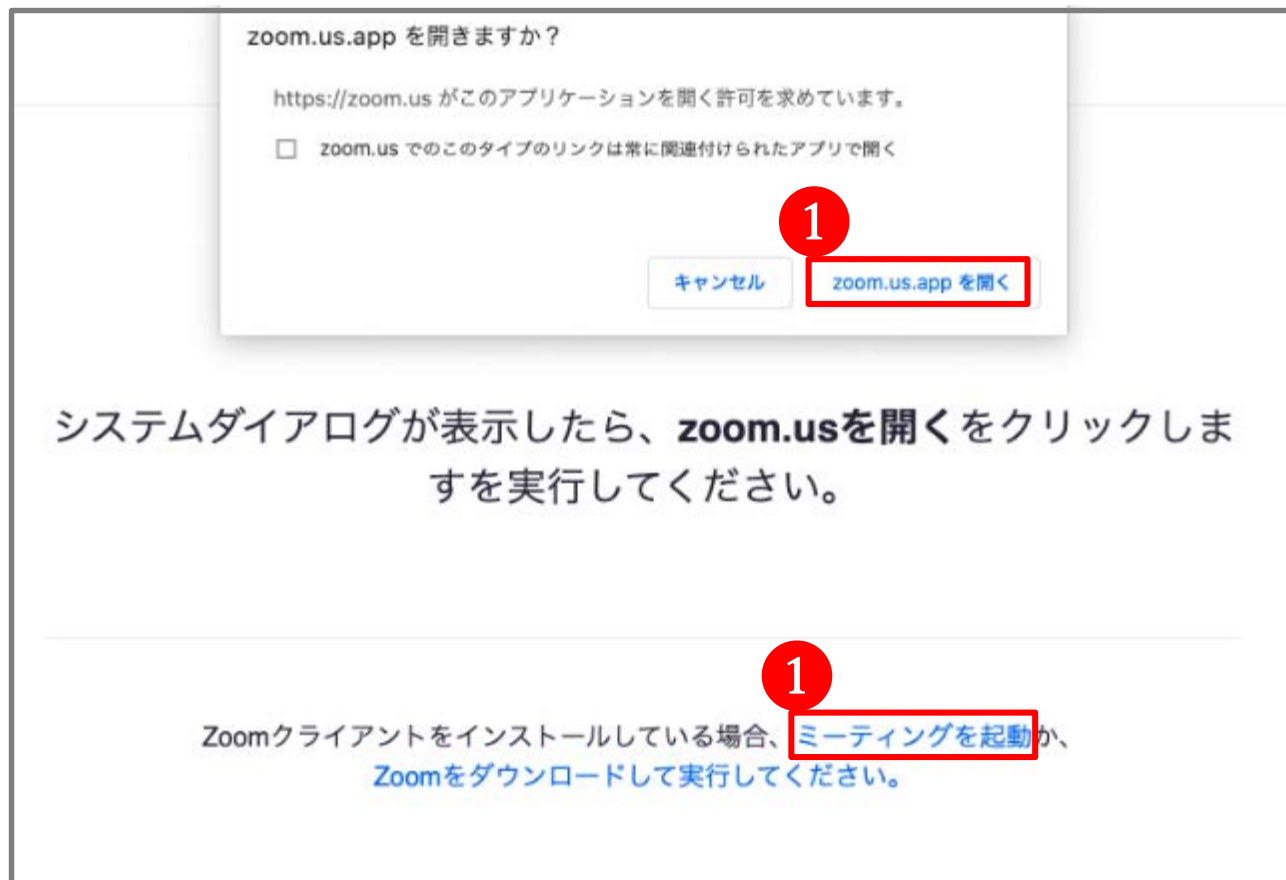 zoom.us.app を開きますか？
https://zoom.us がこのアプリケーションを開く許可を求めています。
zoom.us でのこのタイプのリンクは常に関連付けられたアプリで開く
1
キャンセル
zoom.us.app を開く
システムダイアログが表示したら、zoom.usを開くをクリックしま
すを実行してください。
1
Zoomクライアントをインストールしている場合、ミーティングを起動か、
Zoomをダウンロードして実行してください。